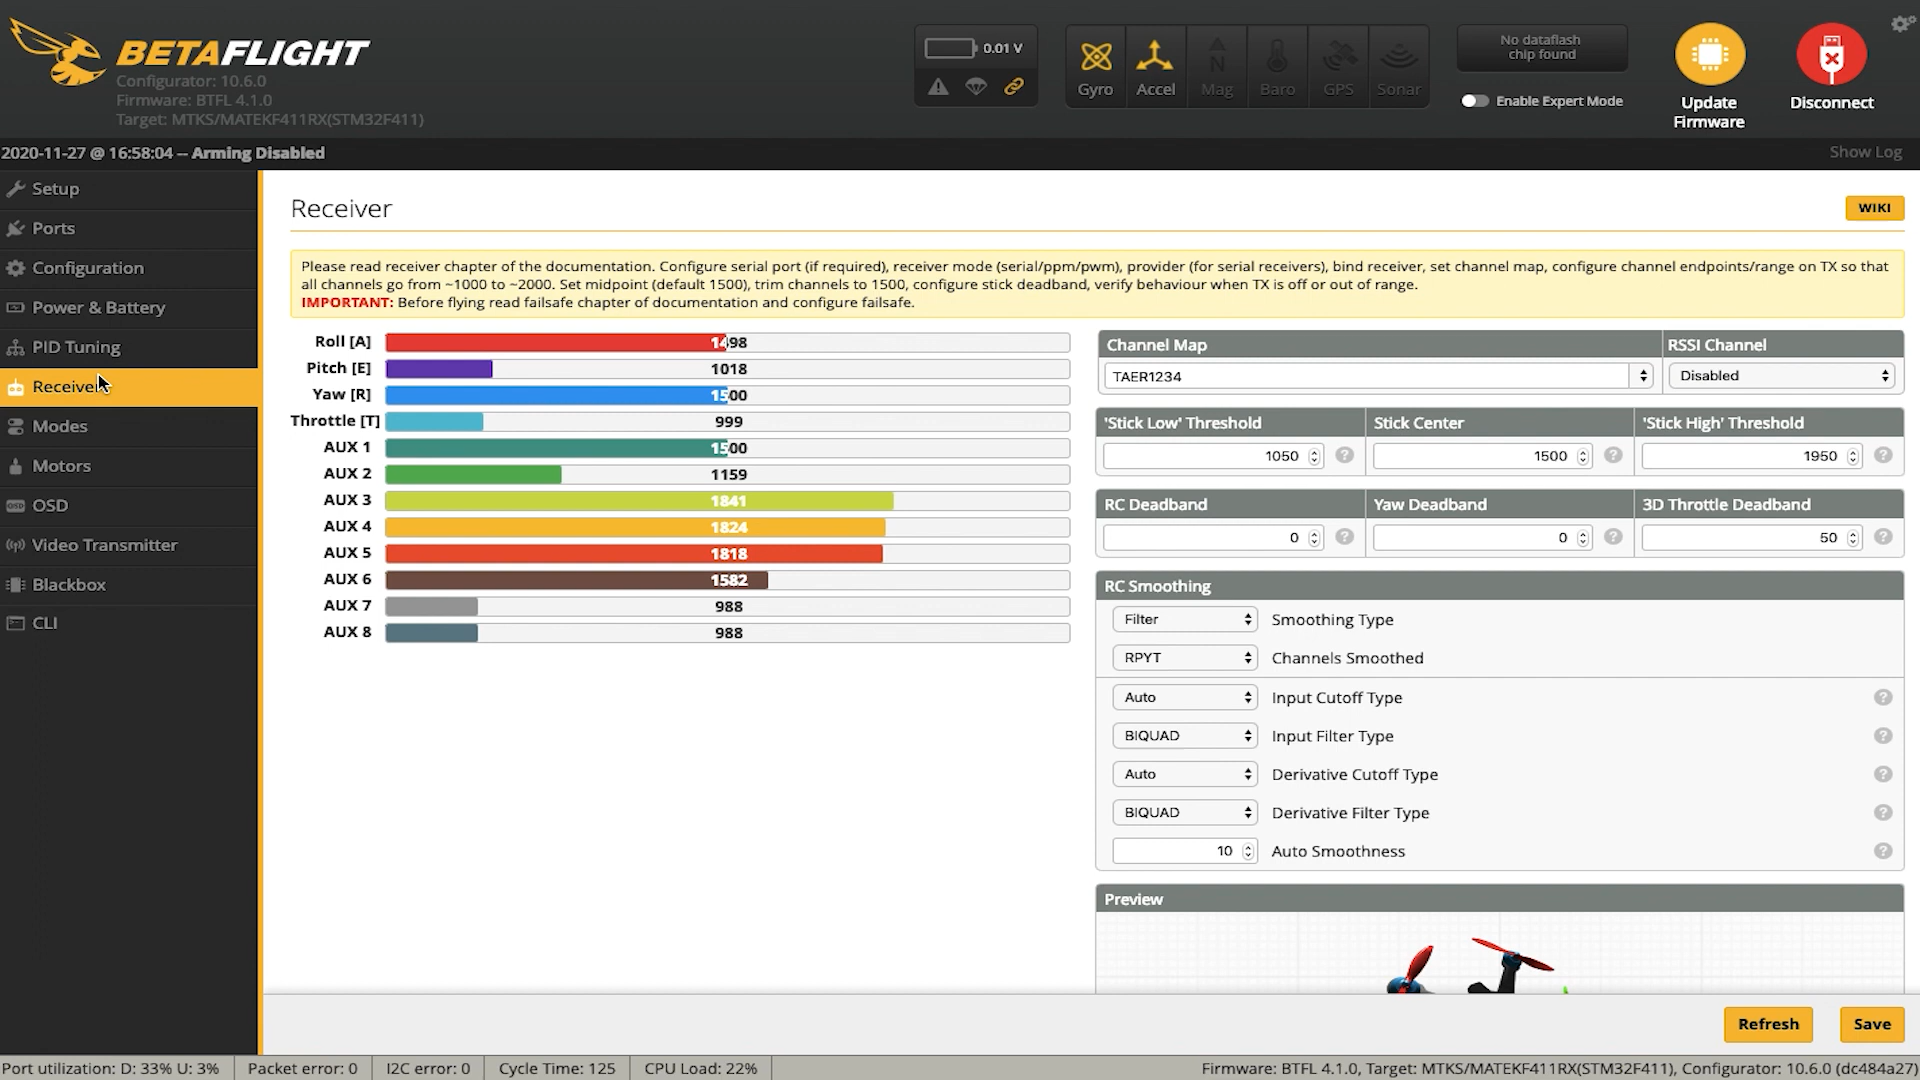 BETAFLIGHT
Configurator: 10.6.0
Firmware: BTFL 4.1.0
Target: MTKS/MATEKF411RX(STM32F411)
0.01 V
Gyro
Accel
Mag
Baro
GPS
Sonar
No dataflash
chip found
Enable Expert Mode
Update
Firmware
Disconnect
2020-11-27 @ 16:58:04 -- Arming Disabled
Show Log
Setup
Ports
Configuration
Power & Battery
PID Tuning
Receiver
Modes
Motors
OSD
Video Transmitter
Blackbox
CLI
Receiver
WIKI
Please read receiver chapter of the documentation. Configure serial port (if required), receiver mode (serial/ppm/pwm), provider (for serial receivers), bind receiver, set channel map, configure channel endpoints/range on TX so that
all channels go from ~1000 to ~2000. Set midpoint (default 1500), trim channels to 1500, configure stick deadband, verify behaviour when TX is off or out of range.
IMPORTANT: Before flying read failsafe chapter of documentation and configure failsafe.
Roll [A] 1498
Pitch [E] 1018
Yaw [R] 1500
Throttle [T] 999
AUX 1 1500
AUX 2 1159
AUX 3 1841
AUX 4 1824
AUX 5 1818
AUX 6 1582
AUX 7 988
AUX 8 988
Channel Map RSSI Channel
TAER1234 Disabled
'Stick Low' Threshold Stick Center 'Stick High' Threshold
1050 1500 1950
RC Deadband Yaw Deadband 3D Throttle Deadband
0 0 50
RC Smoothing
Filter Smoothing Type
RPYT Channels Smoothed
Auto Input Cutoff Type
BIQUAD Input Filter Type
Auto Derivative Cutoff Type
BIQUAD Derivative Filter Type
10 Auto Smoothness
Preview
Refresh Save
Port utilization: D: 33% U: 3% Packet error: 0 I2C error: 0 Cycle Time: 125 CPU Load: 22% Firmware: BTFL 4.1.0, Target: MTKS/MATEKF411RX(STM32F411), Configurator: 10.6.0 (dc484a27)